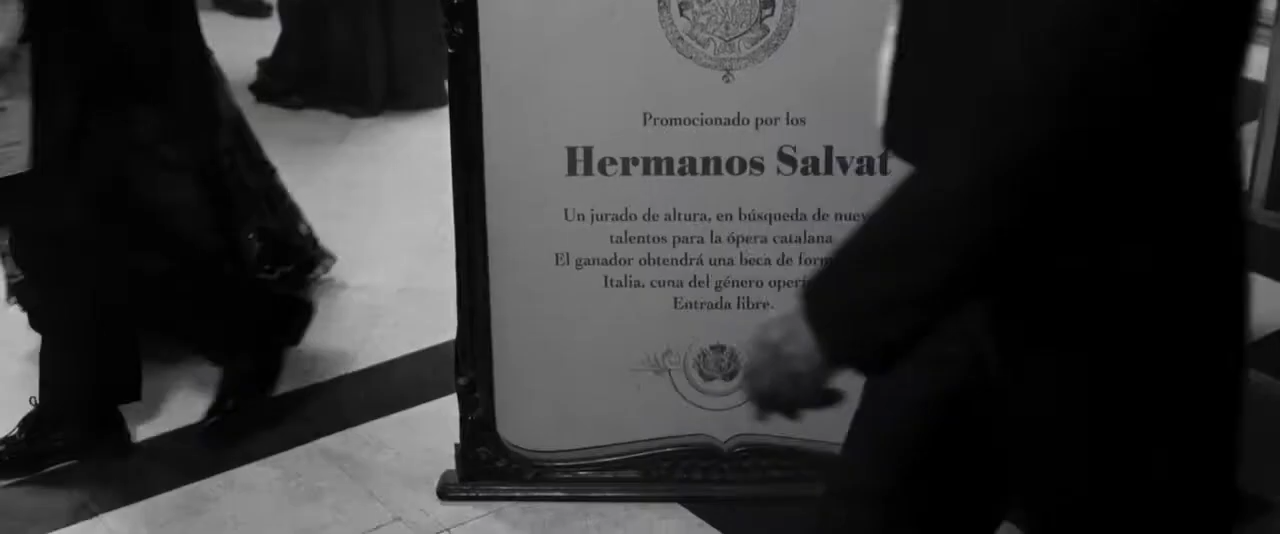 Promocionado por los
Hermanos Salvat
Un jurado de altura, en búsqueda de
talentos para la ópera catalana
El ganador obtendrá una beca de
Italia, cuna del género
Entrada libre.